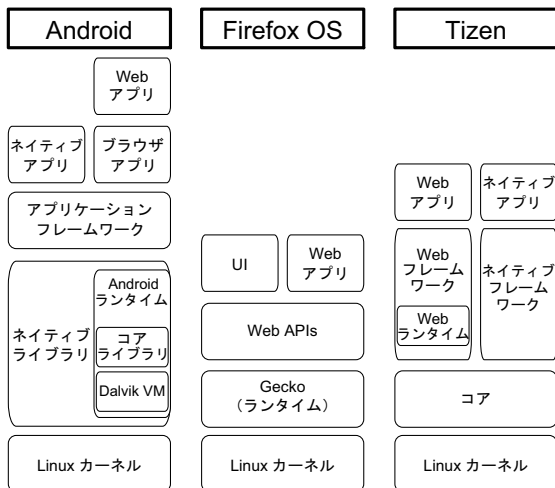 Android
Web
アプリ
ネイティブ
アプリ
ブラウザ
アプリ
アプリケーション
フレームワーク
ネイティブ
ライブラリ
Android
ランタイム
コア
ライブラリ
Dalvik VM
Linux カーネル
Firefox OS
UI
Web
アプリ
Web APIs
Gecko
（ランタイム）
Linux カーネル
Tizen
Web
アプリ
ネイティブ
アプリ
Web
フレーム
ワーク
Web
ランタイム
ネイティブ
フレーム
ワーク
コア
Linux カーネル